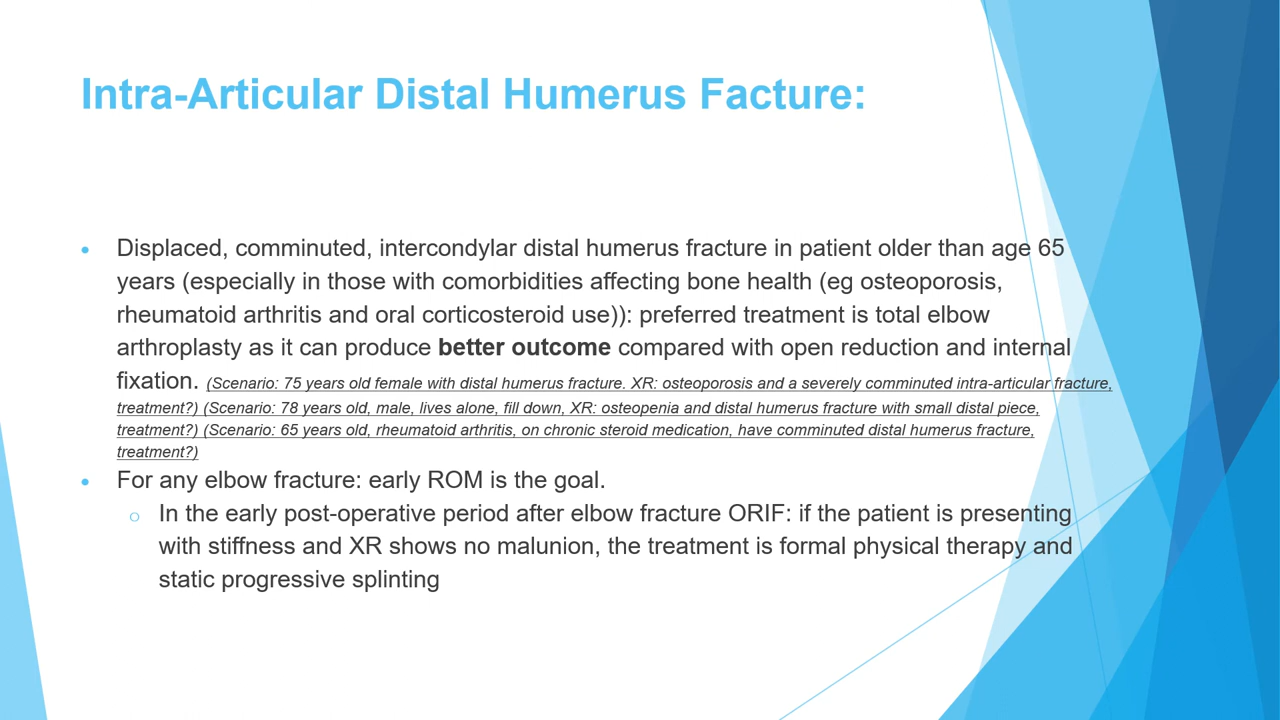 Intra-Articular Distal Humerus Facture:
• Displaced, comminuted, intercondylar distal humerus fracture in patient older than age 65
years (especially in those with comorbidities affecting bone health (eg osteoporosis,
rheumatoid arthritis and oral corticosteroid use)): preferred treatment is total elbow
arthroplasty as it can produce better outcome compared with open reduction and internal
fixation. (Scenario: 75 years old female with distal humerus fracture. XR: osteoporosis and a severely comminuted intra-articular fracture,
treatment?) (Scenario: 78 years old, male, lives alone, fill down, XR: osteopenia and distal humerus fracture with small distal piece,
treatment?) (Scenario: 65 years old, rheumatoid arthritis, on chronic steroid medication, have comminuted distal humerus fracture,
treatment?)
• For any elbow fracture: early ROM is the goal.
o In the early post-operative period after elbow fracture ORIF: if the patient is presenting
with stiffness and XR shows no malunion, the treatment is formal physical therapy and
static progressive splinting